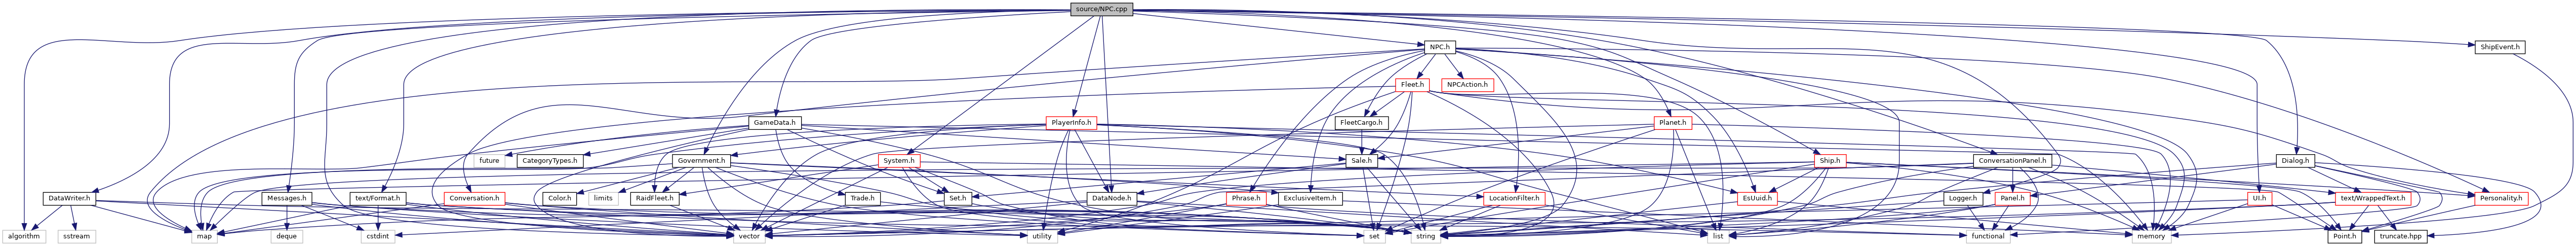 source/NPC.cpp
NPC.h
ShipEvent.h
Fleet.h
NPCAction.h
GameData.h
PlayerInfo.h
FleetCargo.h
Planet.h
future
CategoryTypes.h
Government.h
System.h
Sale.h
Ship.h
ConversationPanel.h
Dialog.h
DataWriter.h
Messages.h
text/Format.h
Conversation.h
Color.h
limits
RaidFleet.h
Trade.h
Set.h
DataNode.h
Phrase.h
ExclusiveItem.h
LocationFilter.h
EsUuid.h
Logger.h
Panel.h
UI.h
text/WrappedText.h
Personality.h
algorithm
sstream
map
deque
cstdint
vector
utility
set
string
list
functional
memory
Point.h
truncate.hpp